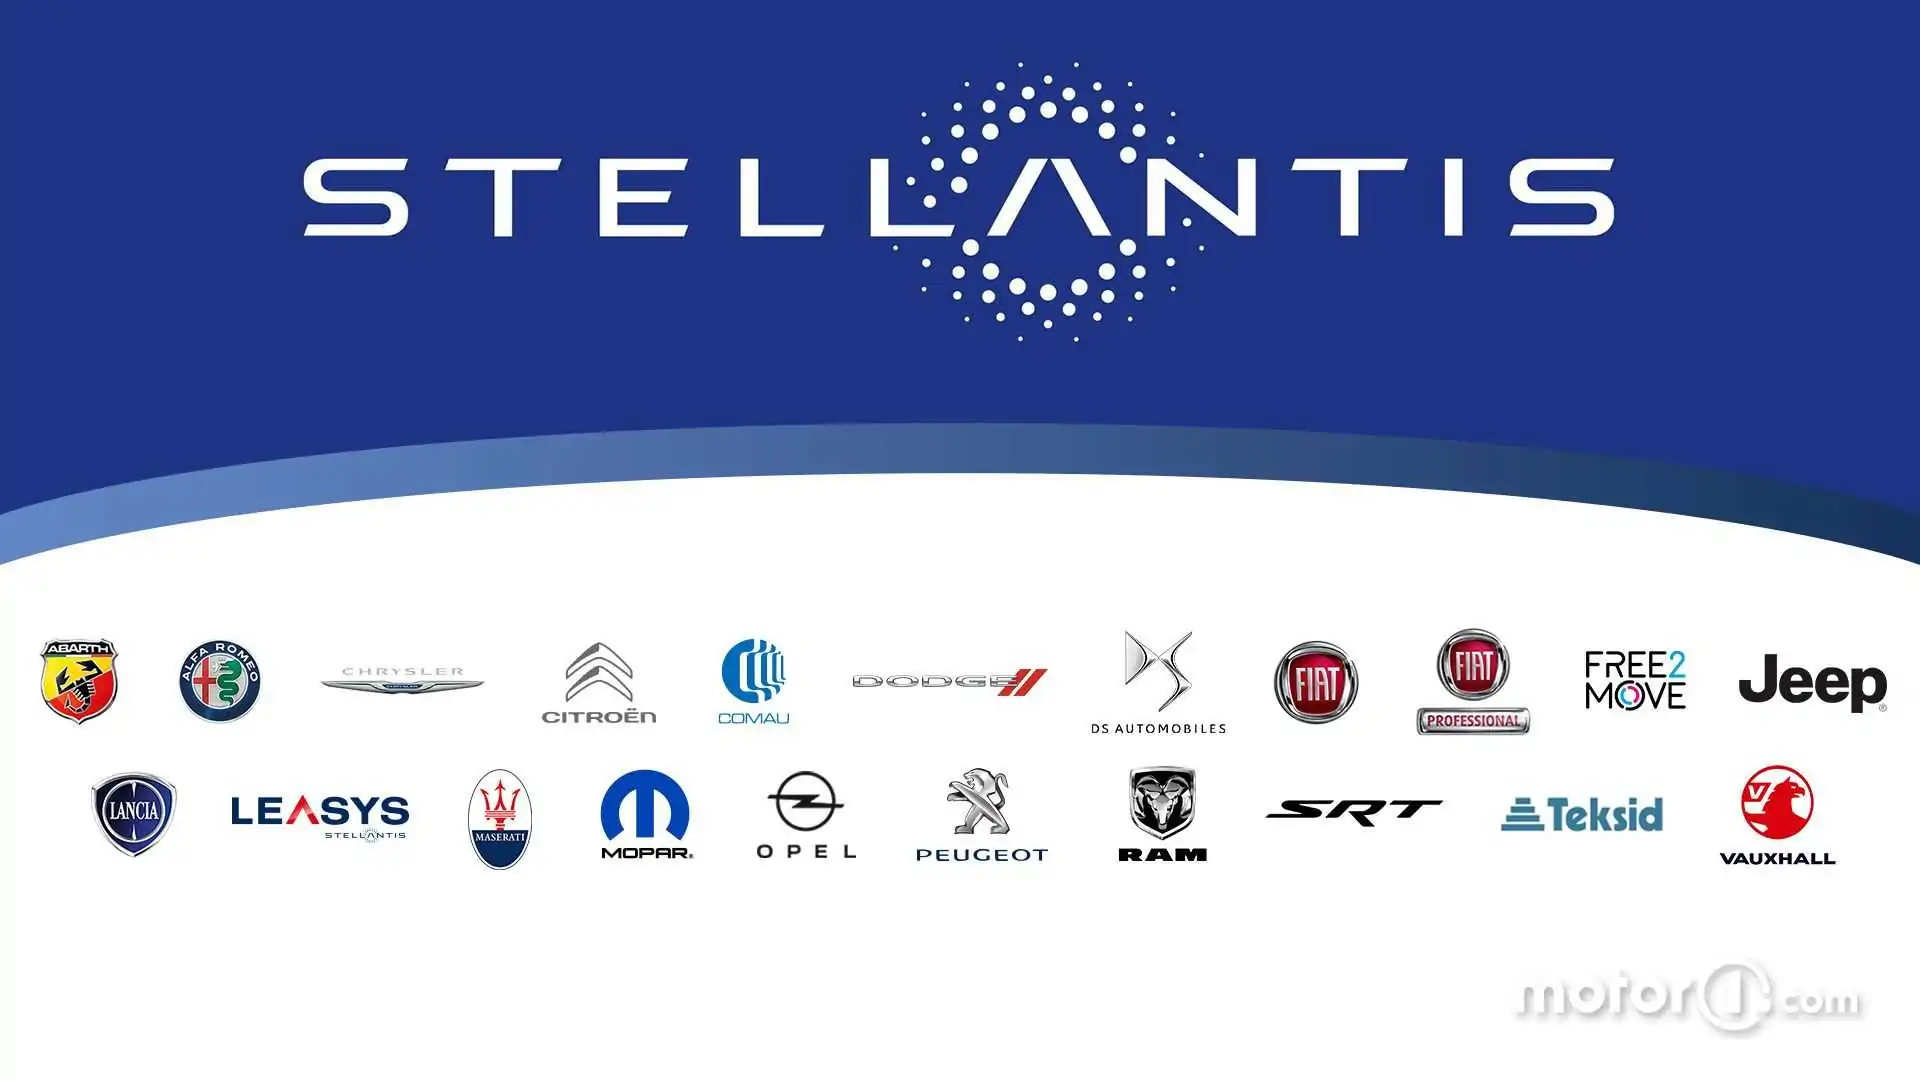 STELLANTIS
ABARTH
ALFA ROMEO
CHRYSLER
CITROËN
COMAU
DODGE
DS AUTOMOBILES
FIAT
FIAT
PROFESSIONAL
FREE2
MOVE
Jeep®
LANCIA
LEASYS
STELLANTIS
MASERATI
MOPAR®
OPEL
PEUGEOT
RAM
SRT
Teksid
V
VAUXHALL
motor1.com